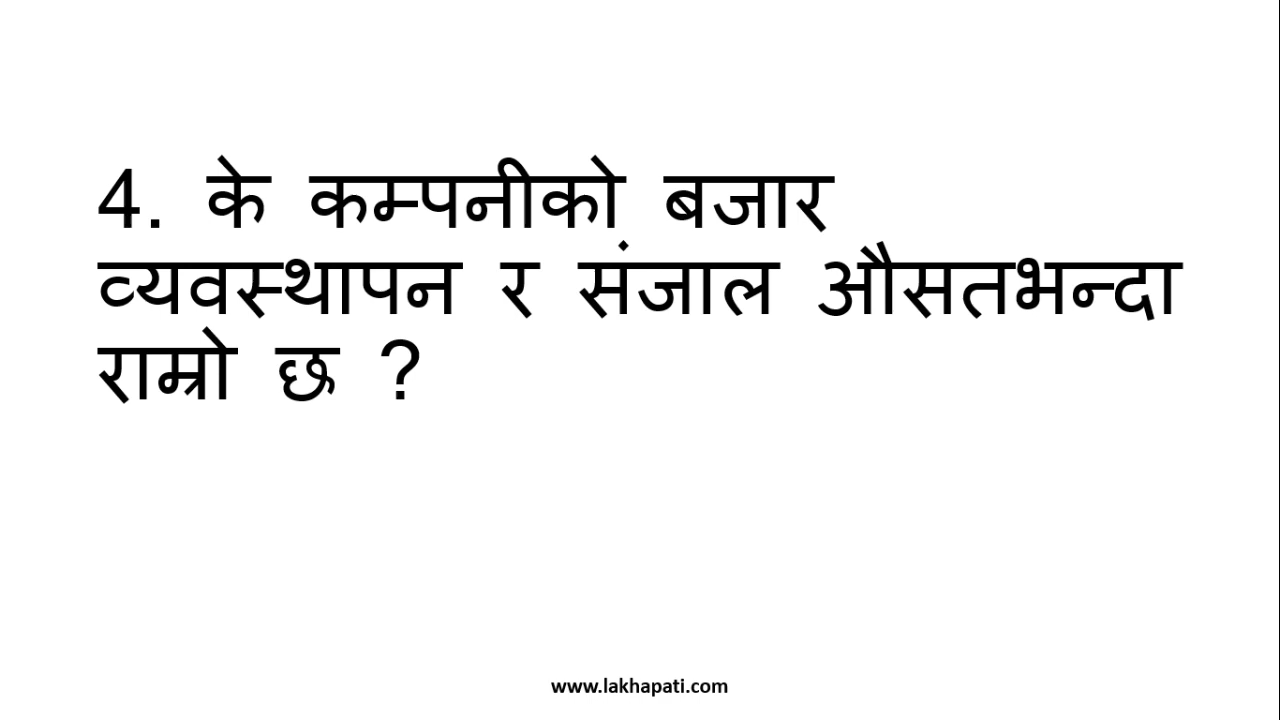 4. के कम्पनीको बजार
व्यवस्थापन र संजाल औसतभन्दा
राम्रो छ ?
www.lakhapati.com